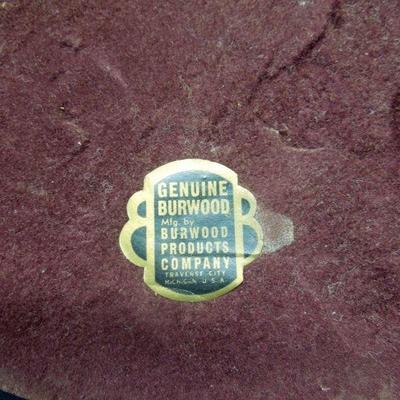 GENUINE
BURWOOD
Mfg. by
BURWOOD
PRODUCTS
COMPANY
TRAVERSE CITY
MICHIGAN U.S.A.